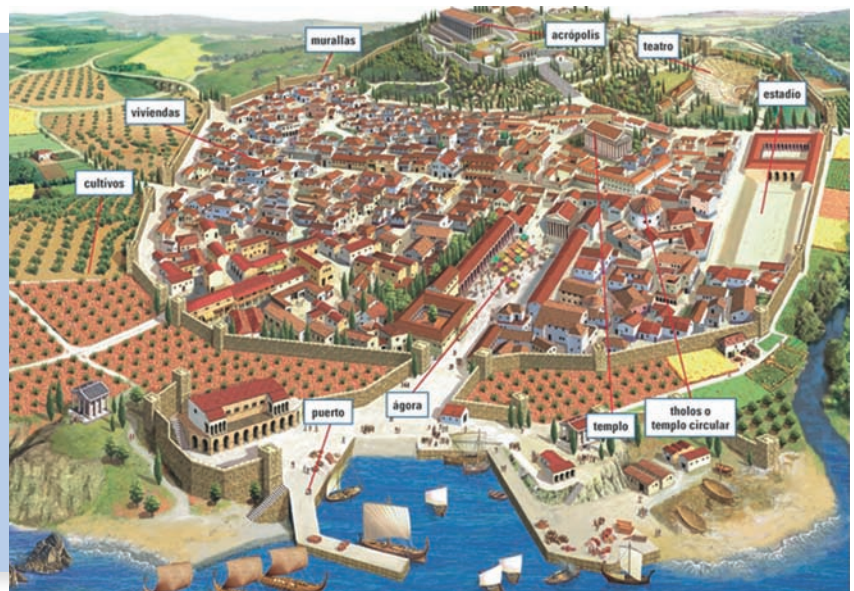 murallas
acrópolis
teatro
estadio
viviendas
cultivos
puerto
ágora
templo
tholos o
templo circular